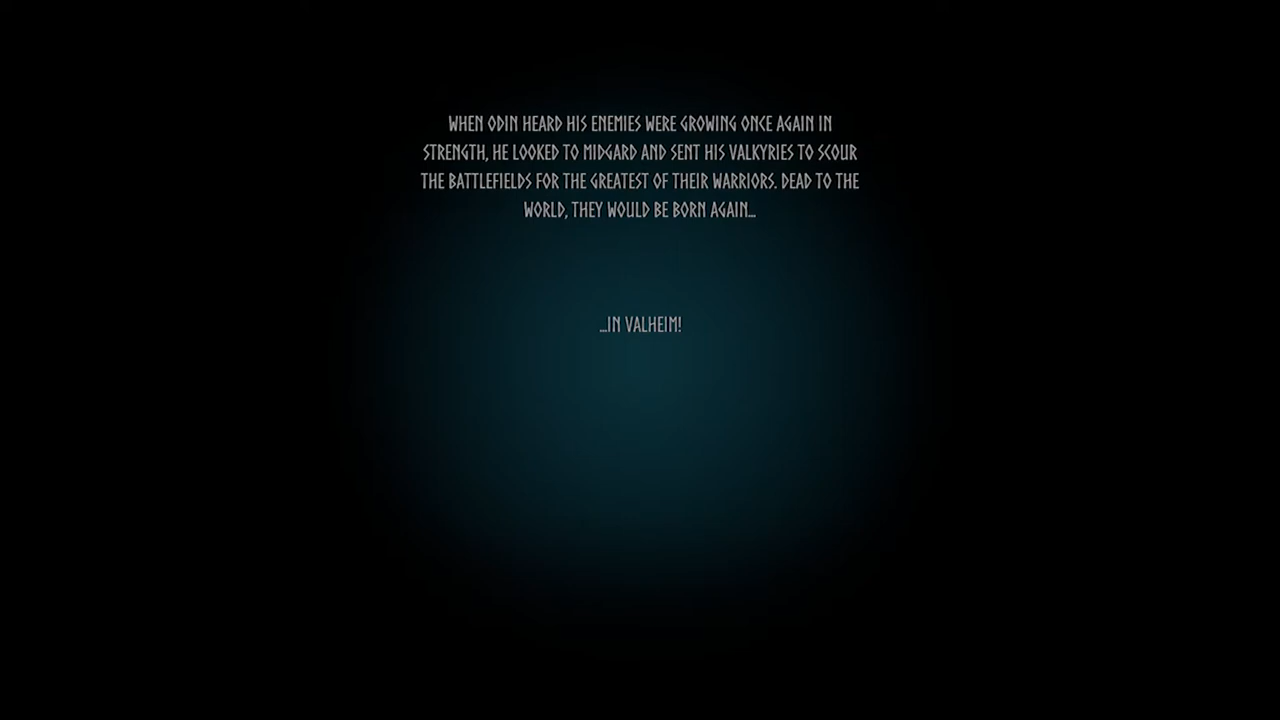 WHEN ODIN HEARD HIS ENEMIES WERE GROWING ONCE AGAIN IN
STRENGTH, HE LOOKED TO MIDGARD AND SENT HIS VALKYRIES TO SCOUR
THE BATTLEFIELDS FOR THE GREATEST OF THEIR WARRIORS. DEAD TO THE
WORLD, THEY WOULD BE BORN AGAIN...
...IN VALHEIM!